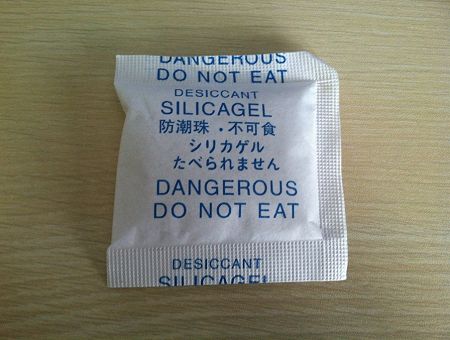 DANGEROUS
DO NOT EAT
DESICCANT
SILICAGEL
防潮珠・不可食
シリカゲル
たべられません
DANGEROUS
DO NOT EAT
DESICCANT
SILICAGEL